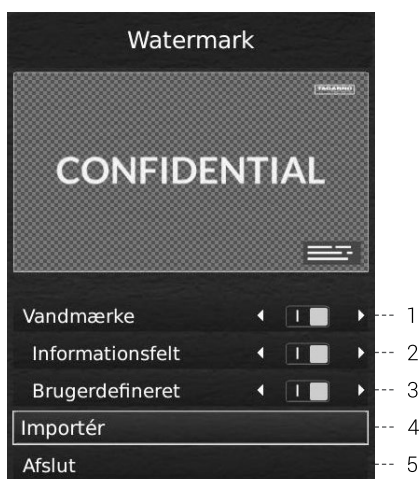 Watermark
TAGARNO
CONFIDENTIAL
Vandmærke 1
Informationsfelt 2
Brugerdefineret 3
Importér 4
Afslut 5